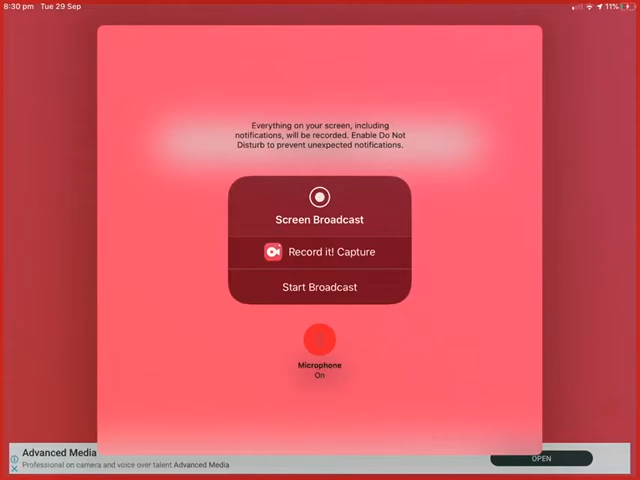 8:30 pm Tue 29 Sep
11%
Everything on your screen, including
notifications, will be recorded. Enable Do Not
Disturb to prevent unexpected notifications.
Screen Broadcast
Record it! Capture
Start Broadcast
Microphone
On
Advanced Media
Professional on camera and voice over talent Advanced Media
OPEN